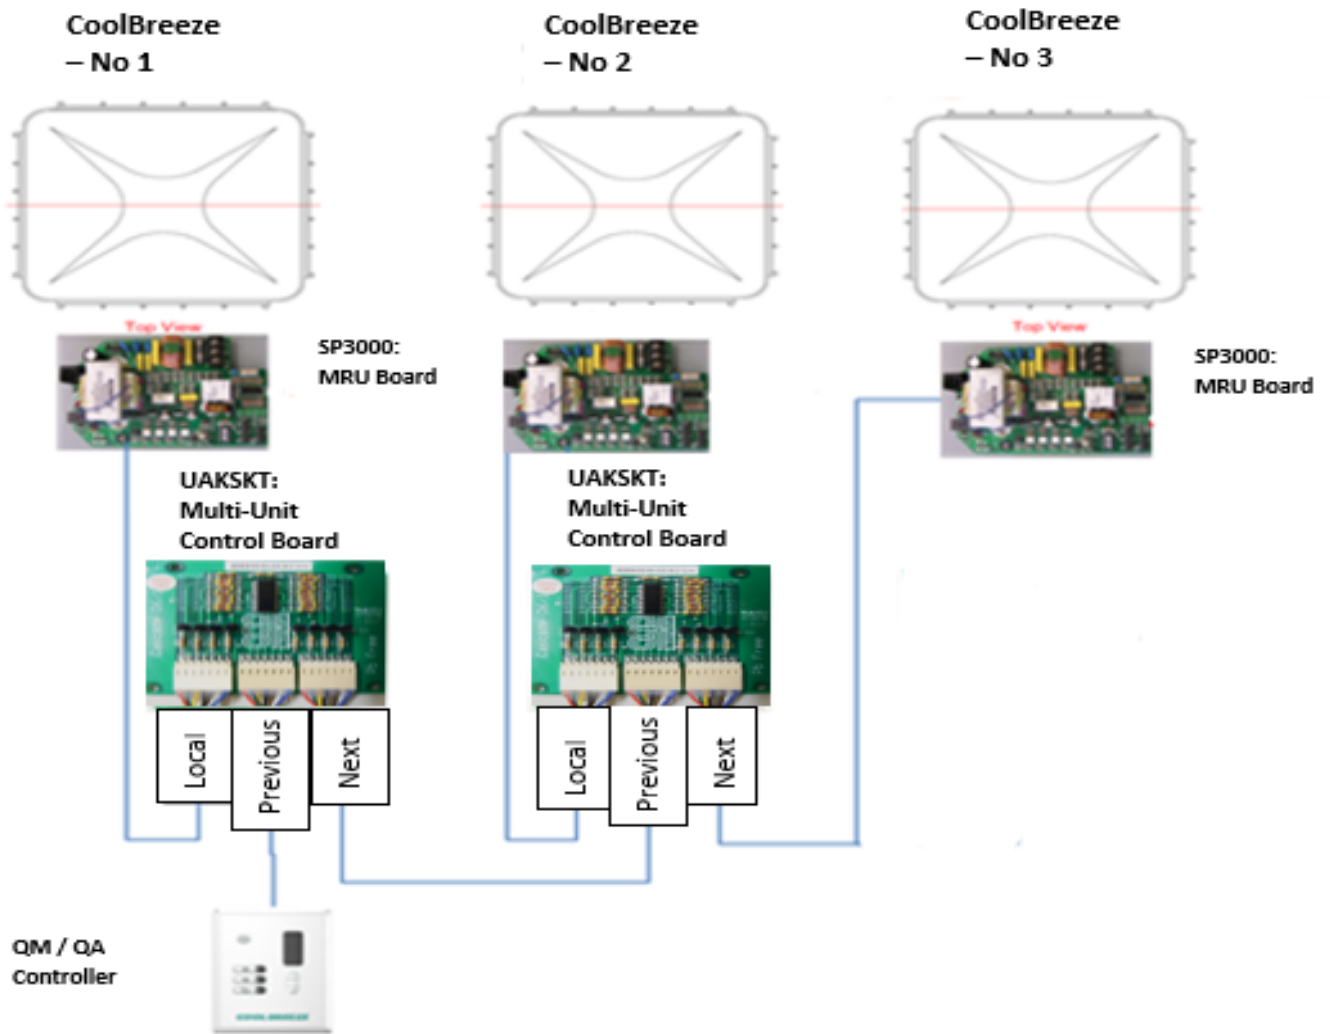 CoolBreeze
– No 1
CoolBreeze
– No 2
CoolBreeze
– No 3
Top View
Top View
SP3000:
MRU Board
SP3000:
MRU Board
UAKSKT:
Multi-Unit
Control Board
UAKSKT:
Multi-Unit
Control Board
Local
Previous
Next
Local
Previous
Next
QM / QA
Controller
COOLBREEZE